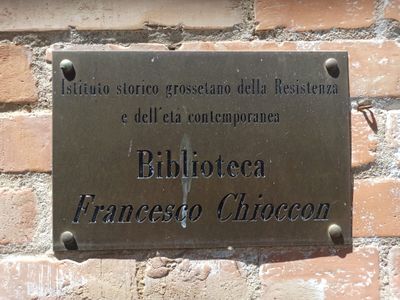 Istituto storico grossetano della Resistenza
e dell'età contemporanea
Biblioteca
Francesco Chioccon